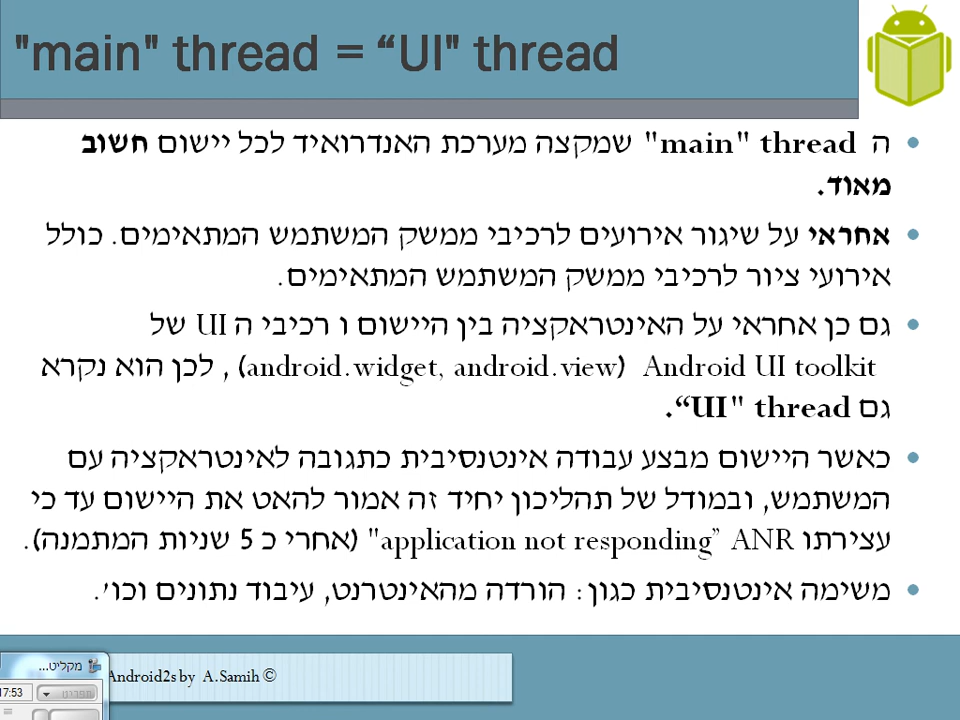 "main" thread = “UI" thread
ה "main" thread שמקצה מערכת האנדרואיד לכל יישום חשוב
מאוד.
אחראי על שיגור אירועים לרכיבי ממשק המשתמש המתאימים. כולל
אירועי ציור לרכיבי ממשק המשתמש המתאימים.
גם כן אחראי על האינטראקציה בין היישום ו רכיבי ה UI של
Android UI toolkit (android.widget, android.view) , לכן הוא נקרא
גם “UI" thread.
כאשר היישום מבצע עבודה אינטנסיבית כתגובה לאינטראקציה עם
המשתמש, ובמודל של תהליכון יחיד זה אמור להאט את היישום עד כי
עצירתו application not responding” ANR" (אחרי כ 5 שניות המתמנה).
משימה אינטנסיבית כגון: הורדה מהאינטרנט, עיבוד נתונים וכו'.
מקליט...
Android2s by A.Samih ©
17:53